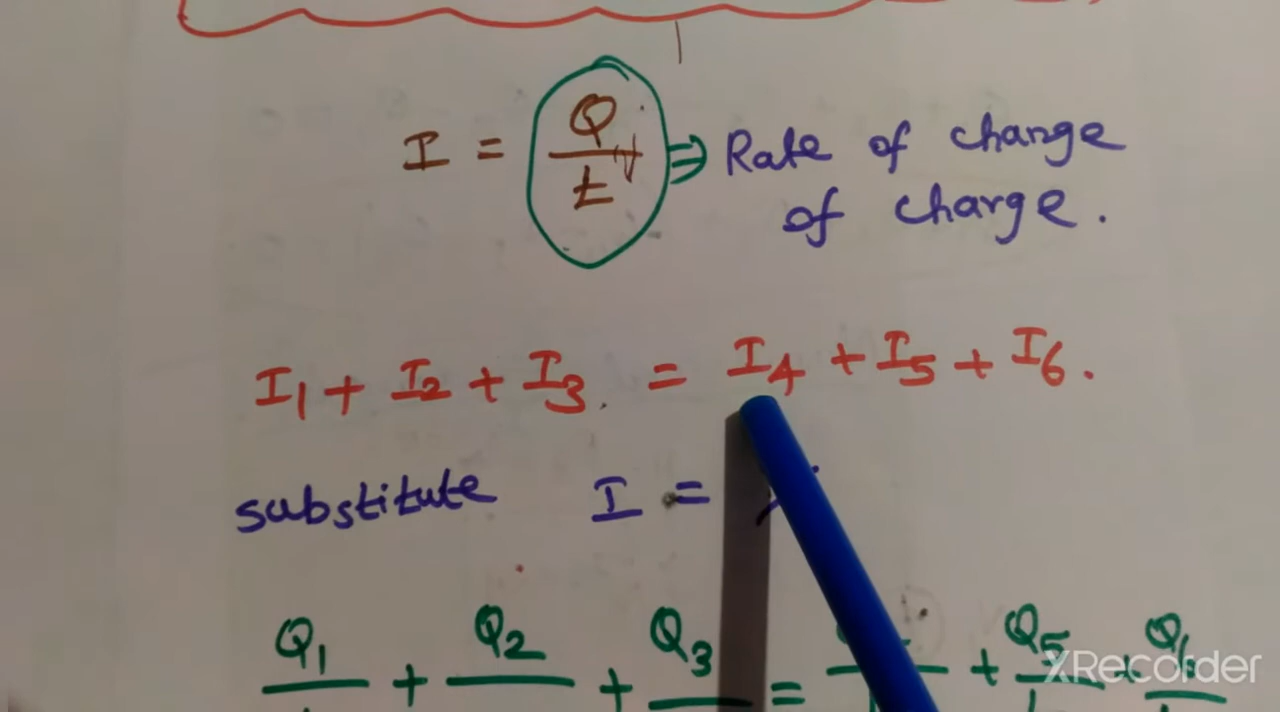 I = Q/t ⇒ Rate of change
of charge.
I1 + I2 + I3 = I4 + I5 + I6.
substitute I =
Q1 + Q2 + Q3 = + Q5 +
XRecorder